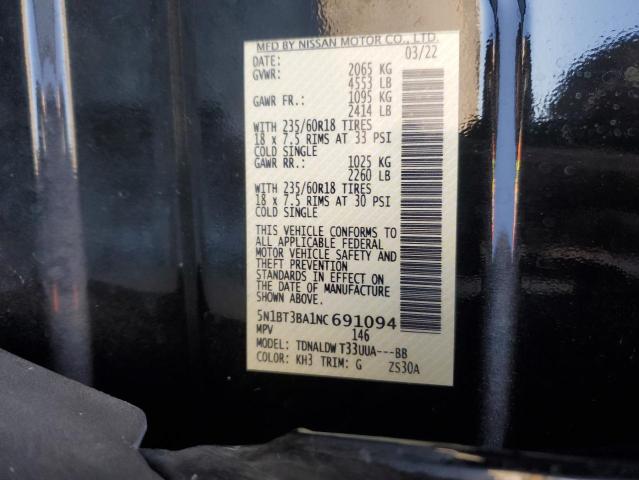 MFD BY NISSAN MOTOR CO., LTD.
DATE: 03/22
GVWR: 2065 KG
4553 LB
GAWR FR.: 1095 KG
2414 LB
WITH 235/60R18 TIRES
18 x 7.5 RIMS AT 33 PSI
COLD SINGLE
GAWR RR.: 1025 KG
2260 LB
WITH 235/60R18 TIRES
18 x 7.5 RIMS AT 30 PSI
COLD SINGLE
THIS VEHICLE CONFORMS TO
ALL APPLICABLE FEDERAL
MOTOR VEHICLE SAFETY AND
THEFT PREVENTION
STANDARDS IN EFFECT ON
THE DATE OF MANUFACTURE
SHOWN ABOVE.
5N1BT3BA1NC691094
MPV 146
MODEL: TDNALDW T33UUA---BB
COLOR: KH3 TRIM: G ZS30A